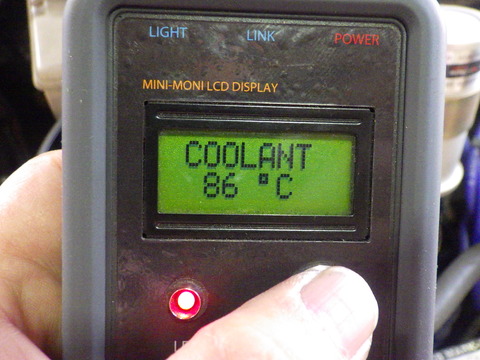 LIGHT LINK POWER
MINI-MONI LCD DISPLAY
COOLANT
86 °C